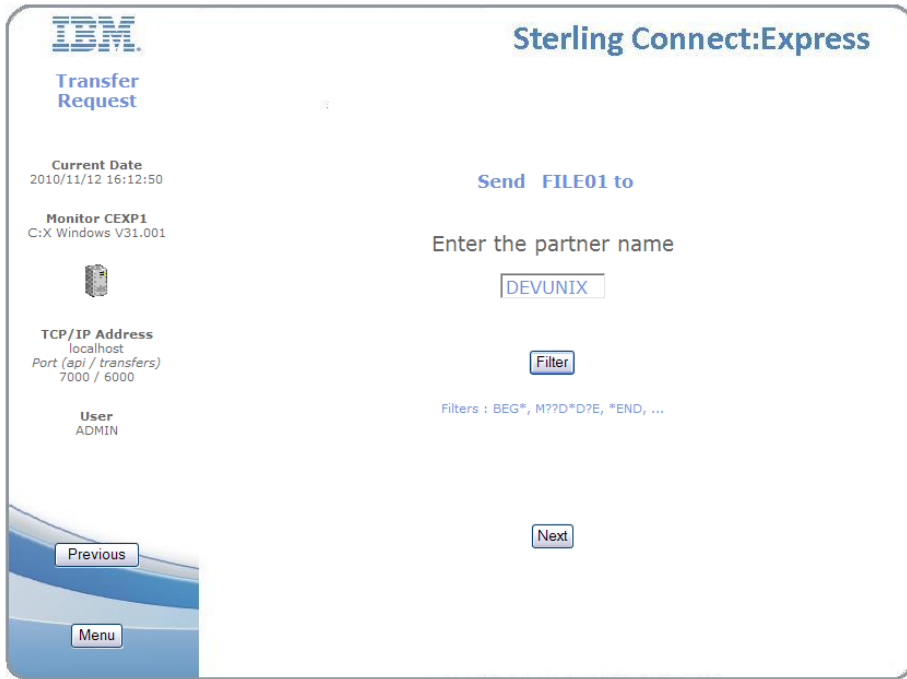 IBM.
Sterling Connect:Express
Transfer
Request
Current Date
2010/11/12 16:12:50
Send FILE01 to
Monitor CEXP1
C:X Windows V31.001
Enter the partner name
DEVUNIX
TCP/IP Address
localhost
Port (api / transfers)
7000 / 6000
Filter
User
ADMIN
Filters : BEG*, M??D*D?E, *END, ...
Next
Previous
Menu